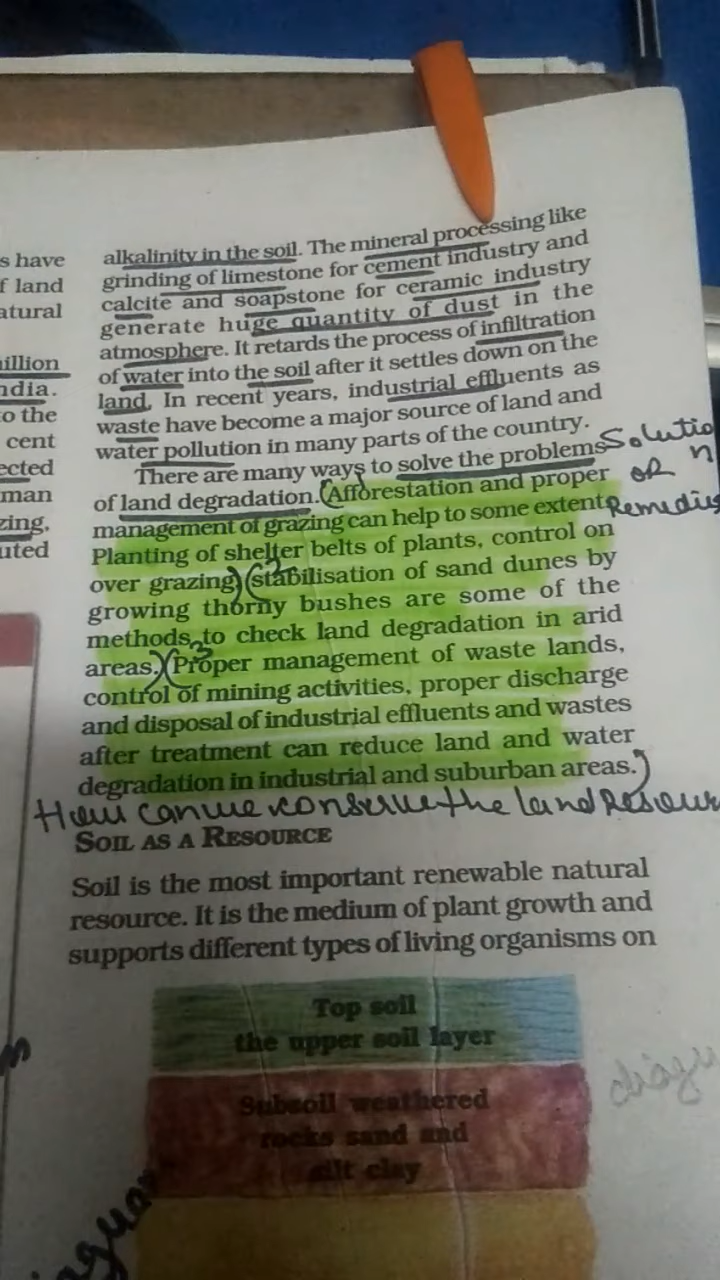 s have
f land
atural
illion
ndia.
o the
cent
ected
man
zing,
uted
alkalinity in the soil. The mineral processing like
grinding of limestone for cement industry and
calcite and soapstone for ceramic industry
generate huge quantity of dust in the
atmosphere. It retards the process of infiltration
of water into the soil after it settles down on the
land. In recent years, industrial effluents as
waste have become a major source of land and
water pollution in many parts of the country.
There are many ways to solve the problems
of land degradation. (Afforestation and proper
management of grazing can help to some extent.
Planting of shelter belts of plants, control on
over grazing) (stabilisation of sand dunes by
growing thorny bushes are some of the
methods to check land degradation in arid
areas.) (Proper management of waste lands,
control of mining activities, proper discharge
and disposal of industrial effluents and wastes
after treatment can reduce land and water
degradation in industrial and suburban areas.)
Solutio
or
Remedies
2
3
How can we conserve the land Resour
SOIL AS A RESOURCE
Soil is the most important renewable natural
resource. It is the medium of plant growth and
supports different types of living organisms on
Top soil
the upper soil layer
Subsoil weathered
rocks sand and
silt clay
diagu